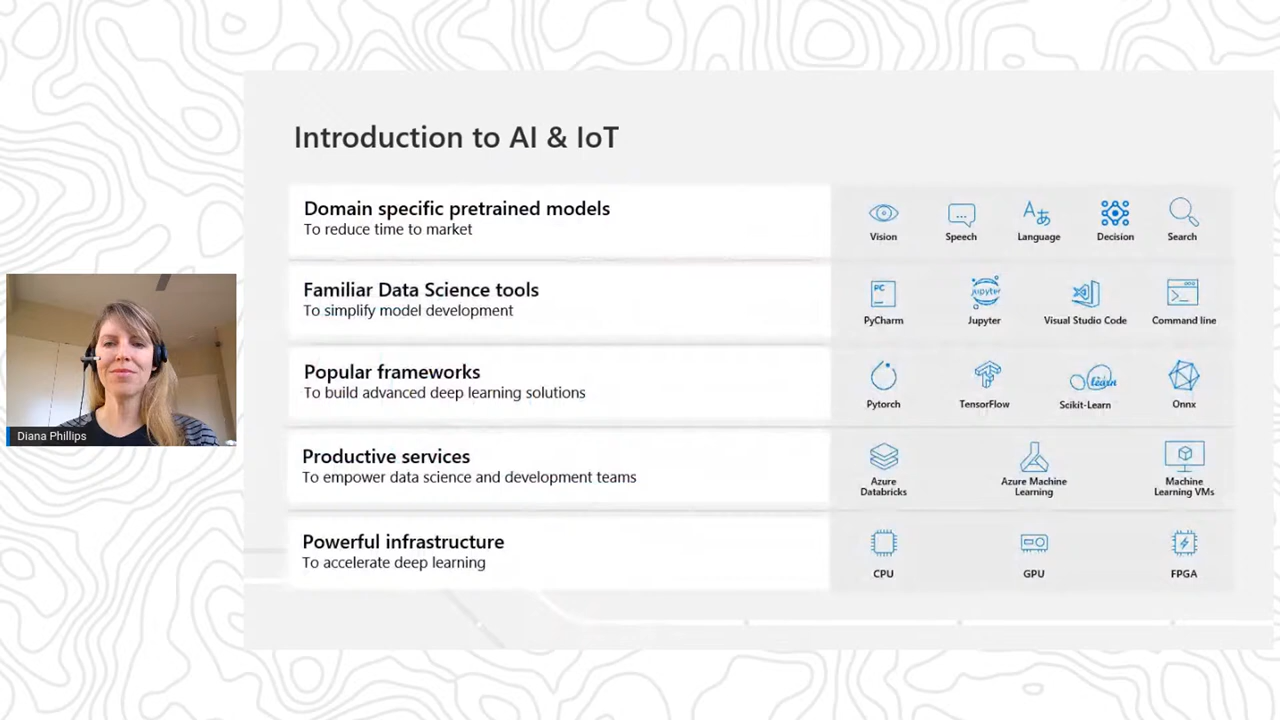 Introduction to AI & IoT
Domain specific pretrained models
To reduce time to market
Vision
Speech
Language
Decision
Search
Familiar Data Science tools
To simplify model development
PC
PyCharm
Jupyter
Jupyter
Visual Studio Code
Command line
Popular frameworks
To build advanced deep learning solutions
Pytorch
TensorFlow
learn
Scikit-Learn
Onnx
Productive services
To empower data science and development teams
Azure
Databricks
Azure Machine
Learning
Machine
Learning VMs
Powerful infrastructure
To accelerate deep learning
CPU
GPU
FPGA
Diana Phillips